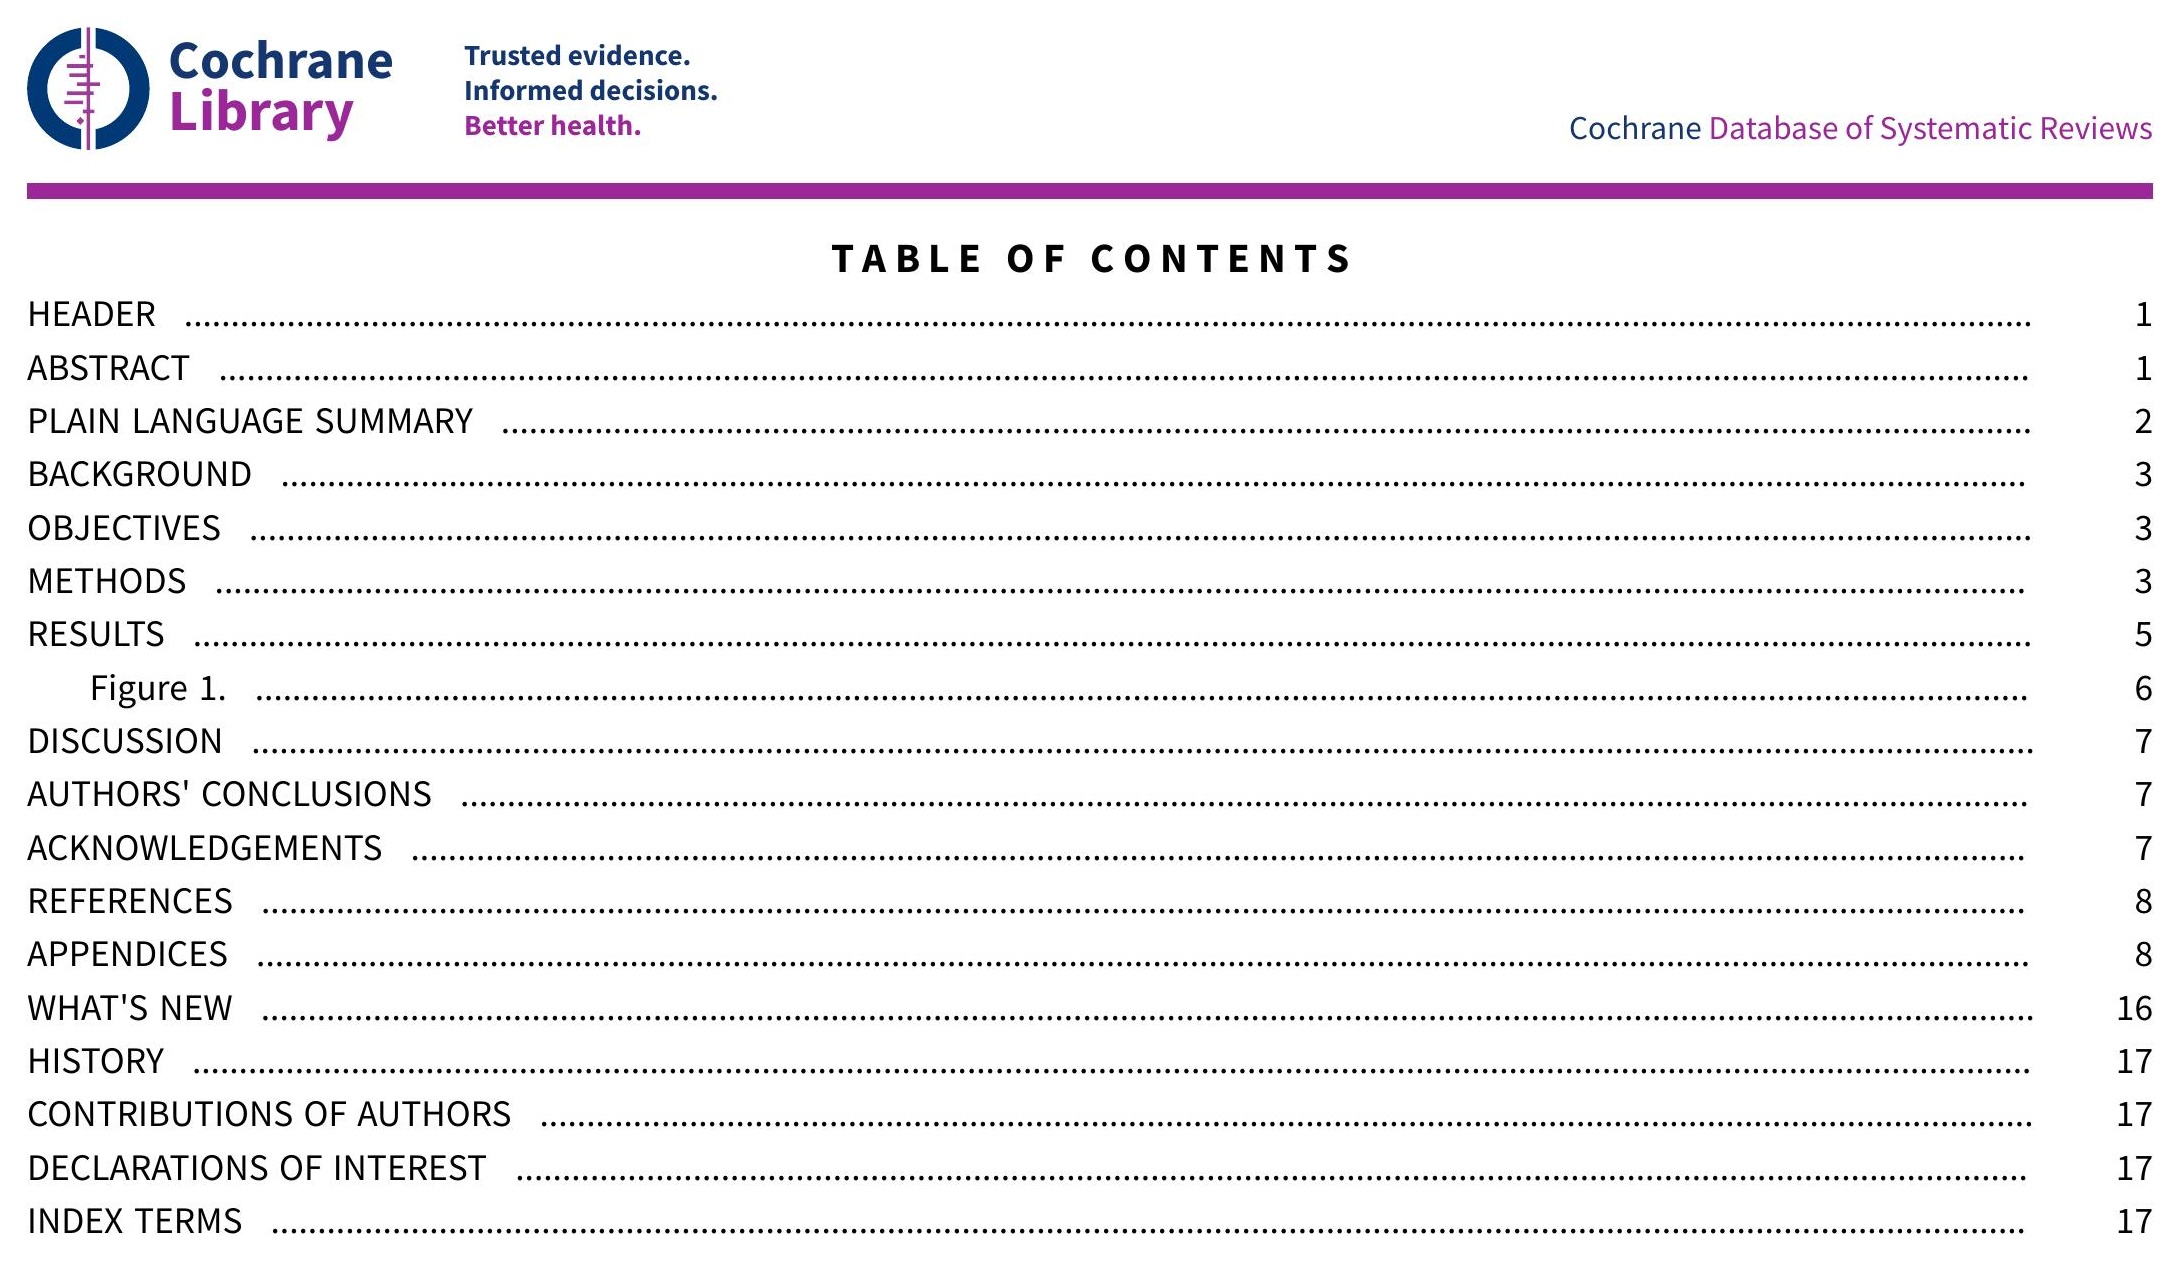 Cochrane
Library
Trusted evidence.
Informed decisions.
Better health.
Cochrane Database of Systematic Reviews
TABLE OF CONTENTS
HEADER ........................................ 1
ABSTRACT ........................................ 1
PLAIN LANGUAGE SUMMARY ........................................ 2
BACKGROUND ........................................ 3
OBJECTIVES ........................................ 3
METHODS ........................................ 3
RESULTS ........................................ 5
Figure 1. ........................................ 6
DISCUSSION ........................................ 7
AUTHORS' CONCLUSIONS ........................................ 7
ACKNOWLEDGEMENTS ........................................ 7
REFERENCES ........................................ 8
APPENDICES ........................................ 8
WHAT'S NEW ........................................ 16
HISTORY ........................................ 17
CONTRIBUTIONS OF AUTHORS ........................................ 17
DECLARATIONS OF INTEREST ........................................ 17
INDEX TERMS ........................................ 17